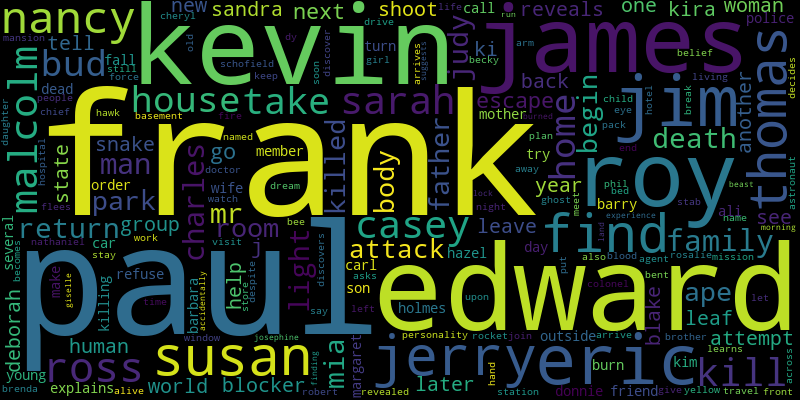 nancy
kevin
sandra next shoot reveals one kira woman
new
cheryl
james
tell
bud
fall
still
force
dead
people
chief
hawk
basement
house take sarah escape
malcolm
snake
man
state
order
park
return group
car
stay
work
frank
paul
edward
roy
jim
thomas
home
begin
death
back
mother
father
killed
body
member
named
fire
doctor
dream
go
wife
watch
mr
room
charles
light
bee
visit
discovers
casey
attack
carl
asks
son
say
left
find
family
year
try
plan
away
leave
hazel
day
also
blood
agent
bent
colonel
rosalie
mission
ape
leaf
blake
attempt
kill
kim
learns
across
burn
outside
arrive
brother
personality
rocket
join
holmes
upon
jerry
eric
susan
ross
mia
human
killing
deborah
several
becomes
nathaniel
flees
hospital
daughter
mansion
young
brenda
explains
alive
world blocker
help
store
despite
barbara
accidentally
giselle
refuse
make
time
window
josephine
finding
robert
revealed
margaret
later
hand
station
donnie
friend
give
yellow
travel
front
judy
ki
call
turn
girl
drive
life
run
arm
becky
suggests
arrives
discover
soon
old
schofield
keep
dy
police
belief
living
another
decides
astronaut
child
eye
pack
hotel
break
end
phil
bed
stab
ghost
meet
barry
ali
see
name
beast
morning
experience
put
let
lock
night
j